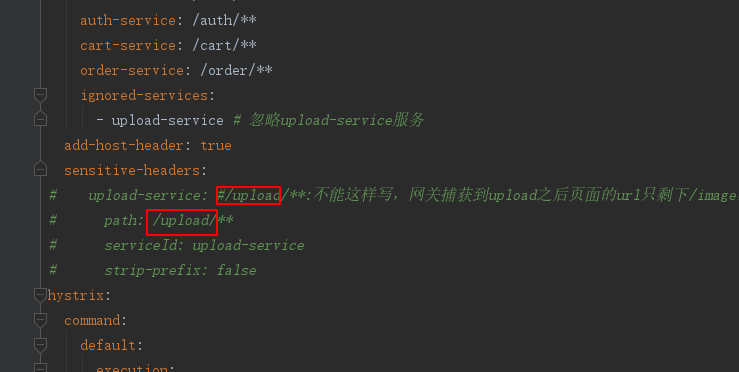 auth-service: /auth/**
cart-service: /cart/**
order-service: /order/**
ignored-services:
- upload-service # 忽略upload-service服务
add-host-header: true
sensitive-headers:
# upload-service: #/upload/**:不能这样写，网关捕获到upload之后页面的url只剩下/image
# path: /upload/**
# serviceId: upload-service
# strip-prefix: false
hystrix:
command:
default:
execution: